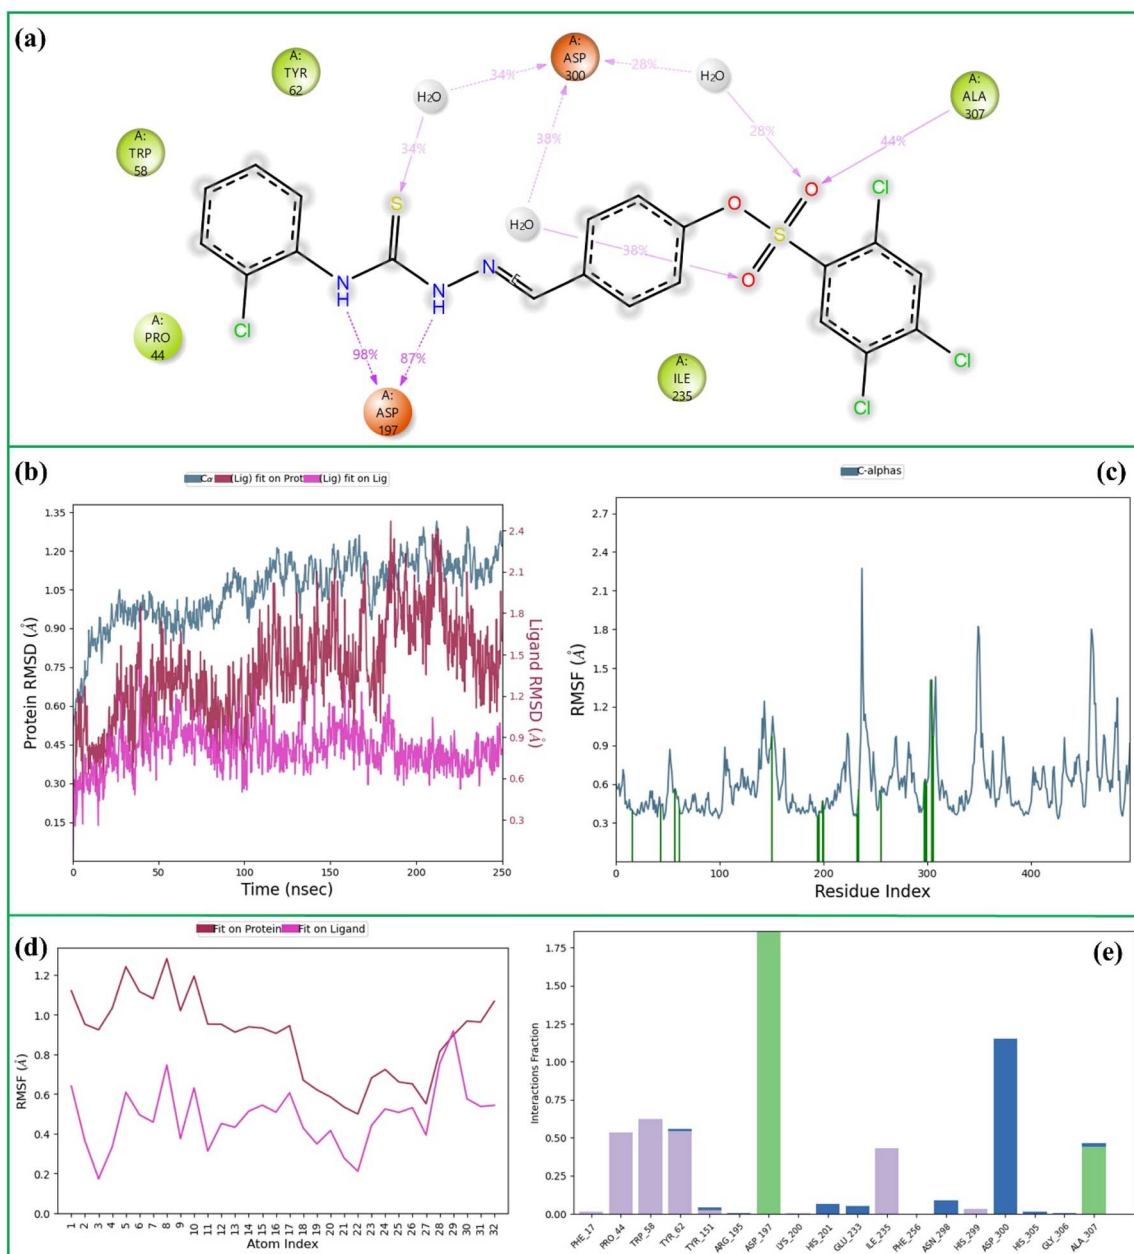 (a)
A:
TYR
62
A:
TRP
58
A:
PRO
44
A:
ASP
300
A:
ALA
307
A:
ASP
197
A:
ILE
235
H2O
H2O
H2O
34%
34%
28%
28%
38%
38%
44%
98%
87%
S
N
H
N
H
N
Cl
O
O
O
S
Cl
Cl
Cl
(b)
Cα (Lig) fit on Prot (Lig) fit on Lig
Protein RMSD (Å)
1.35
1.20
1.05
0.90
0.75
0.60
0.45
0.30
0.15
2.4
2.1
1.8
1.5
1.2
0.9
0.6
0.3
Ligand RMSD (Å)
0 50 100 150 200 250
Time (nsec)
(c)
C-alphas
RMSF (Å)
2.7
2.4
2.1
1.8
1.5
1.2
0.9
0.6
0.3
0 100 200 300 400
Residue Index
(d)
Fit on Protein Fit on Ligand
RMSF (Å)
1.2
1.0
0.8
0.6
0.4
0.2
0.0
1 2 3 4 5 6 7 8 9 10 11 12 13 14 15 16 17 18 19 20 21 22 23 24 25 26 27 28 29 30 31 32
Atom Index
(e)
Interactions Fraction
1.75
1.50
1.25
1.00
0.75
0.50
0.25
0.00
PHE_17 PRO_44 TRP_58 TYR_62 TYR_151 ARG_195 ASP_197 LYS_200 HIS_201 GLU_233 ILE_235 PHE_256 ASN_298 HIS_299 ASP_300 HIS_305 GLY_306 ALA_307